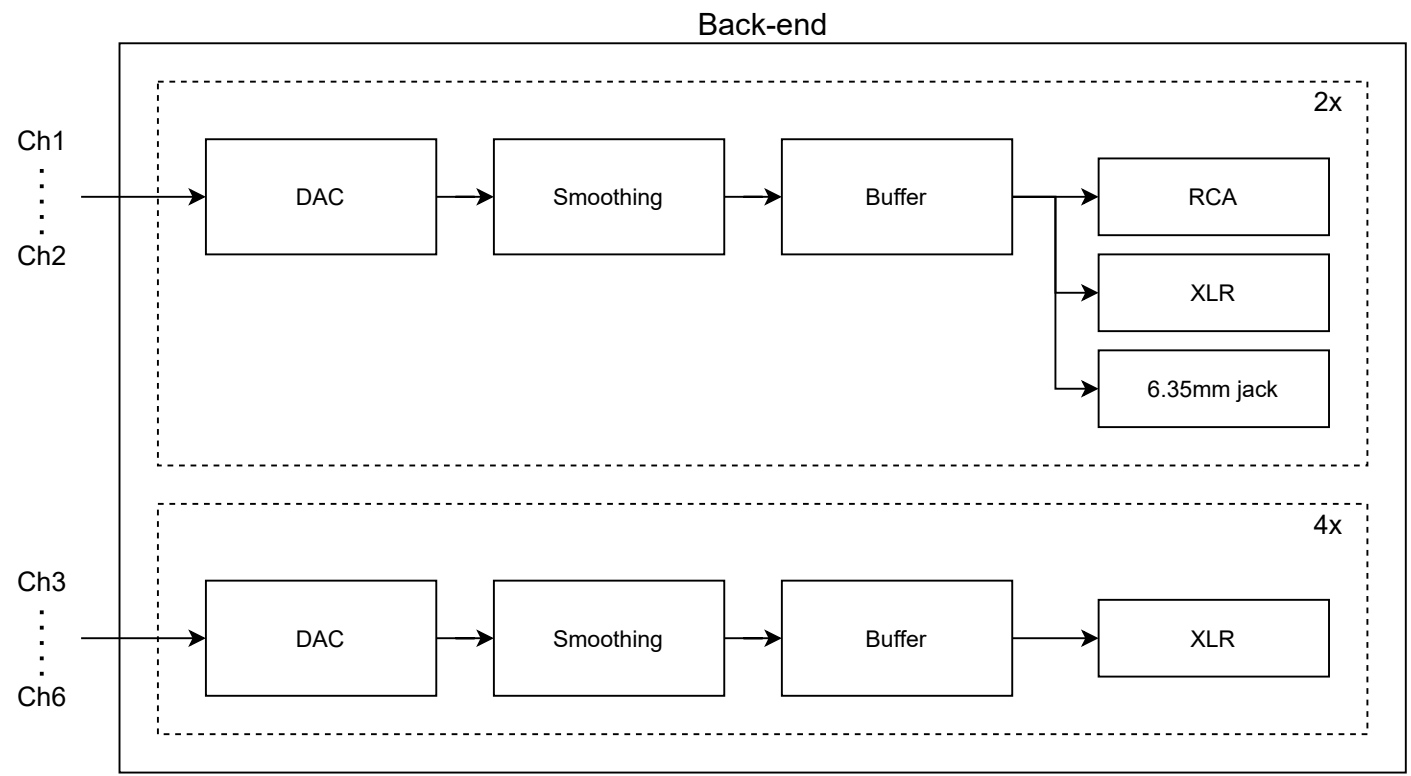 Back-end
2x
Ch1
Ch2
DAC
Smoothing
Buffer
RCA
XLR
6.35mm jack
4x
Ch3
Ch6
DAC
Smoothing
Buffer
XLR